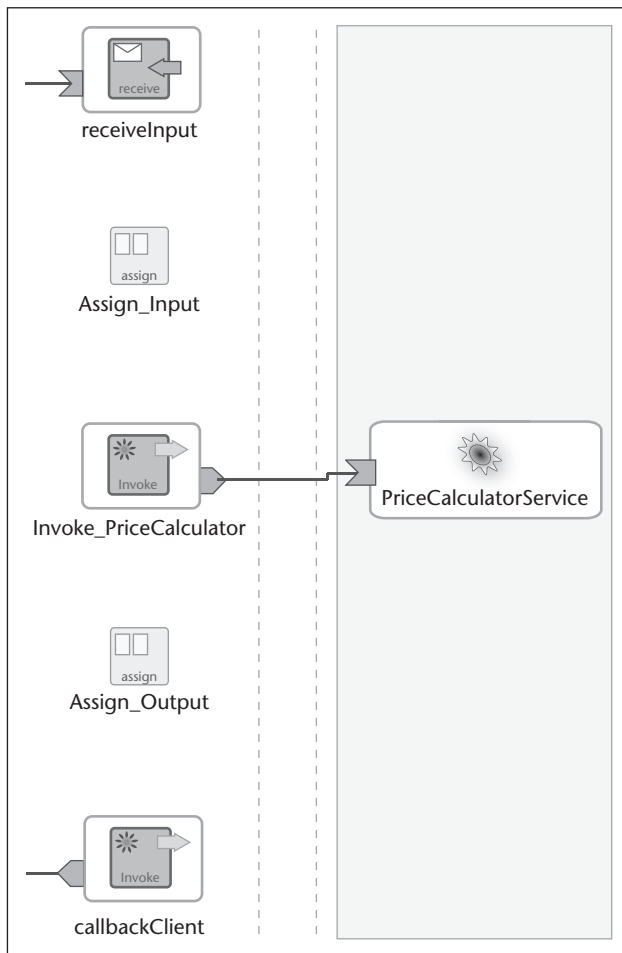 receive
receiveInput
assign
Assign_Input
Invoke
Invoke_PriceCalculator
PriceCalculatorService
assign
Assign_Output
Invoke
callbackClient